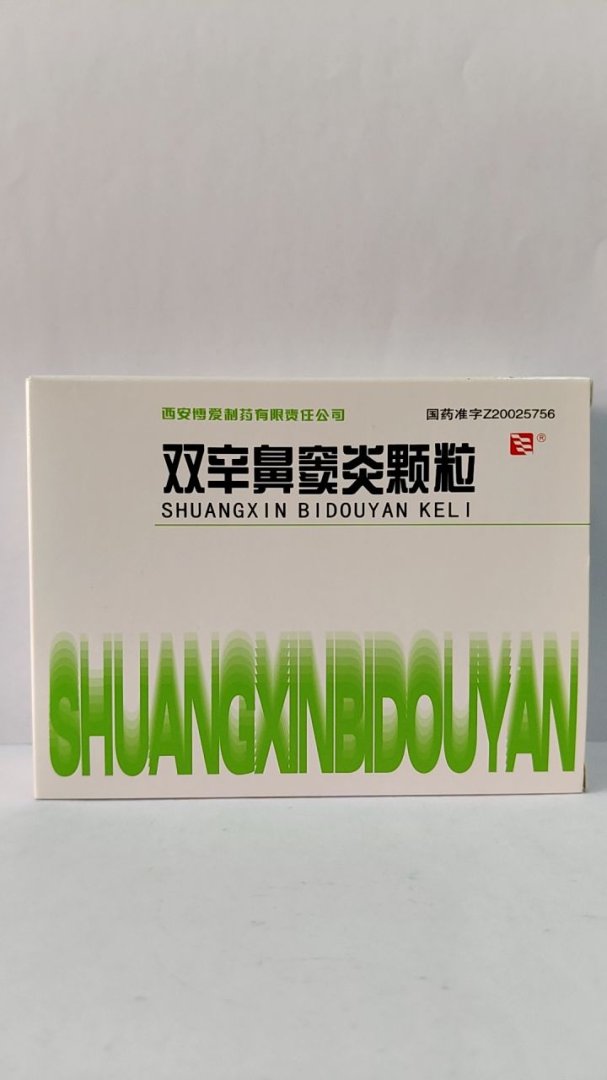 西安博爱制药有限责任公司 国药准字Z20025756
双辛鼻窦炎颗粒
®
SHUANGXIN BIDOUYAN KELI
SHUANGXINBIDOUYAN